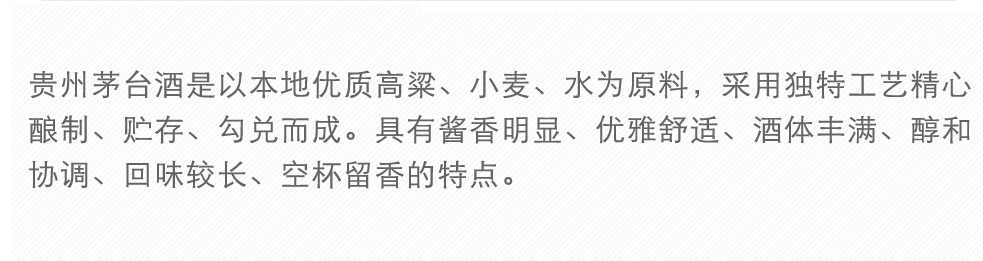 贵州茅台酒是以本地优质高粱、小麦、水为原料，采用独特工艺精心
酿制、贮存、勾兑而成。具有酱香明显、优雅舒适、酒体丰满、醇和
协调、回味较长、空杯留香的特点。